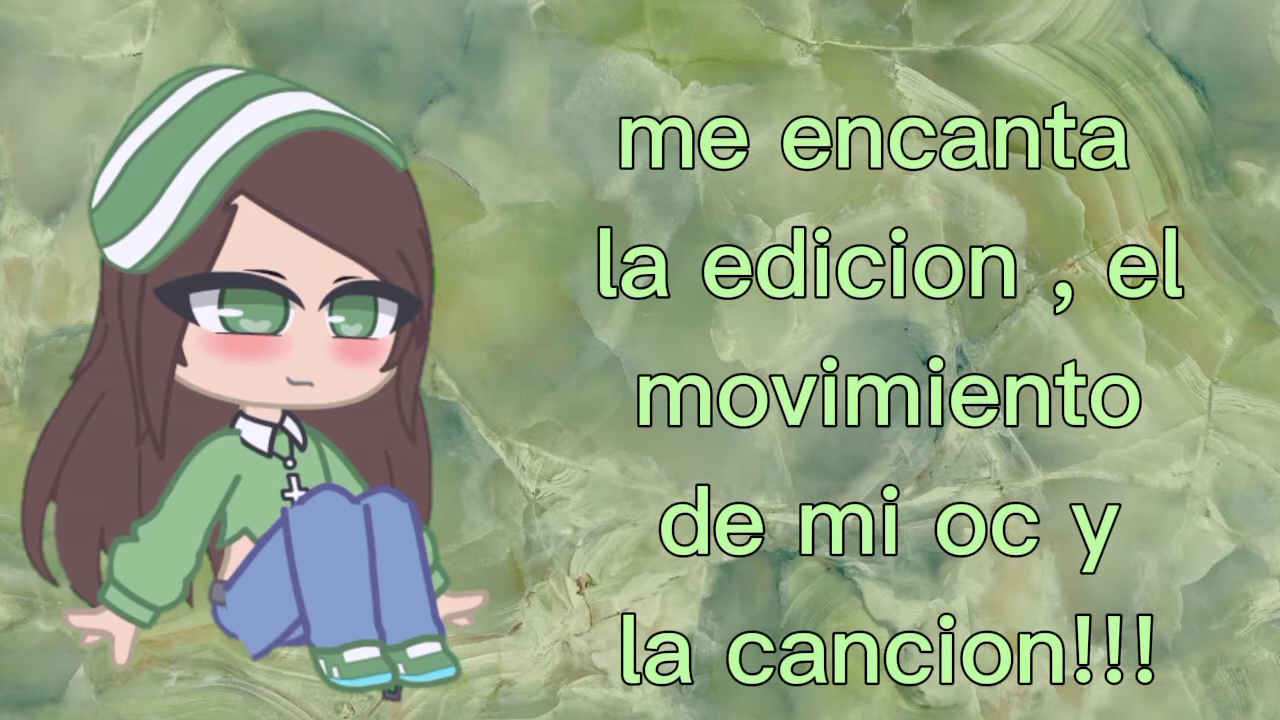 me encanta
la edicion , el
movimiento
de mi oc y
la cancion!!!